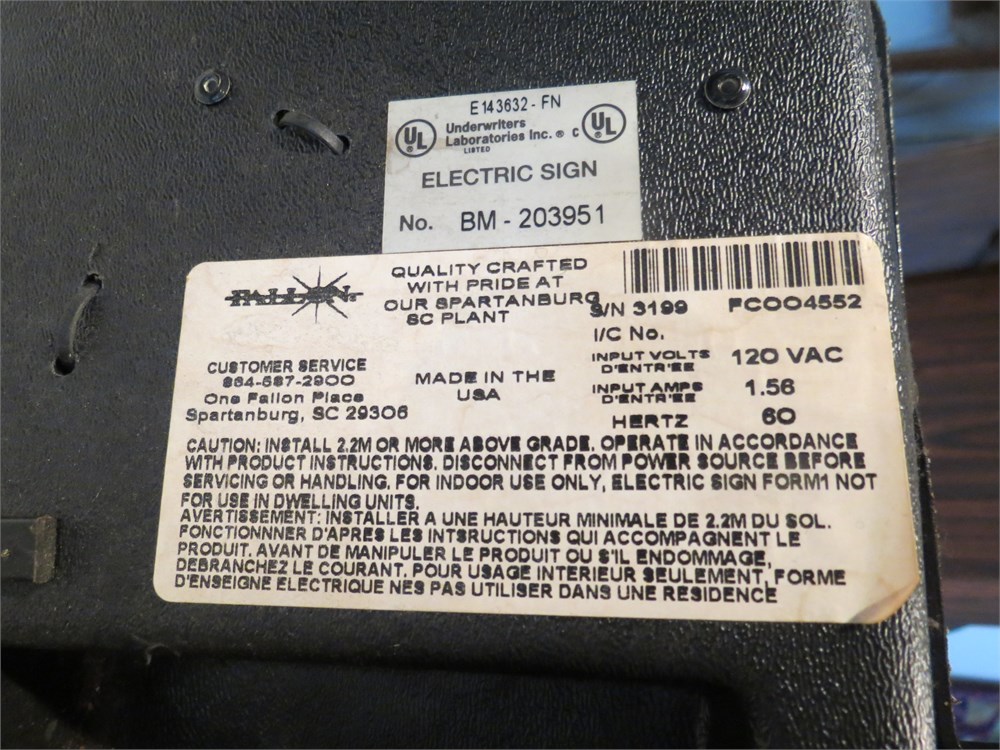 E143632 - FN
UL Underwriters Laboratories Inc. ® C UL
LISTED
ELECTRIC SIGN
No. BM - 203951
FALLON.
QUALITY CRAFTED
WITH PRIDE AT
OUR SPARTANBURG
SC PLANT
S/N 3199 FC004552
I/C No.
INPUT VOLTS 120 VAC
D'ENTR'EE
INPUT AMPS 1.56
D'ENTR'EE
HERTZ 60
CUSTOMER SERVICE
864-587-2900
One Fallon Place
Spartanburg, SC 29306
MADE IN THE
USA
CAUTION: INSTALL 2.2M OR MORE ABOVE GRADE. OPERATE IN ACCORDANCE
WITH PRODUCT INSTRUCTIONS. DISCONNECT FROM POWER SOURCE BEFORE
SERVICING OR HANDLING. FOR INDOOR USE ONLY, ELECTRIC SIGN FORM1 NOT
FOR USE IN DWELLING UNITS.
AVERTISSEMENT: INSTALLER A UNE HAUTEUR MINIMALE DE 2.2M DU SOL.
FONCTIONNNER D'APRES LES INTSRUCTIONS QUI ACCOMPAGNENT LE
PRODUIT. AVANT DE MANIPULER LE PRODUIT OU S'IL ENDOMMAGE,
DEBRANCHEZ LE COURANT. POUR USAGE INTERIEUR SEULEMENT, FORME
D'ENSEIGNE ELECTRIQUE NES PAS UTILISER DANS UNE RESIDENCE